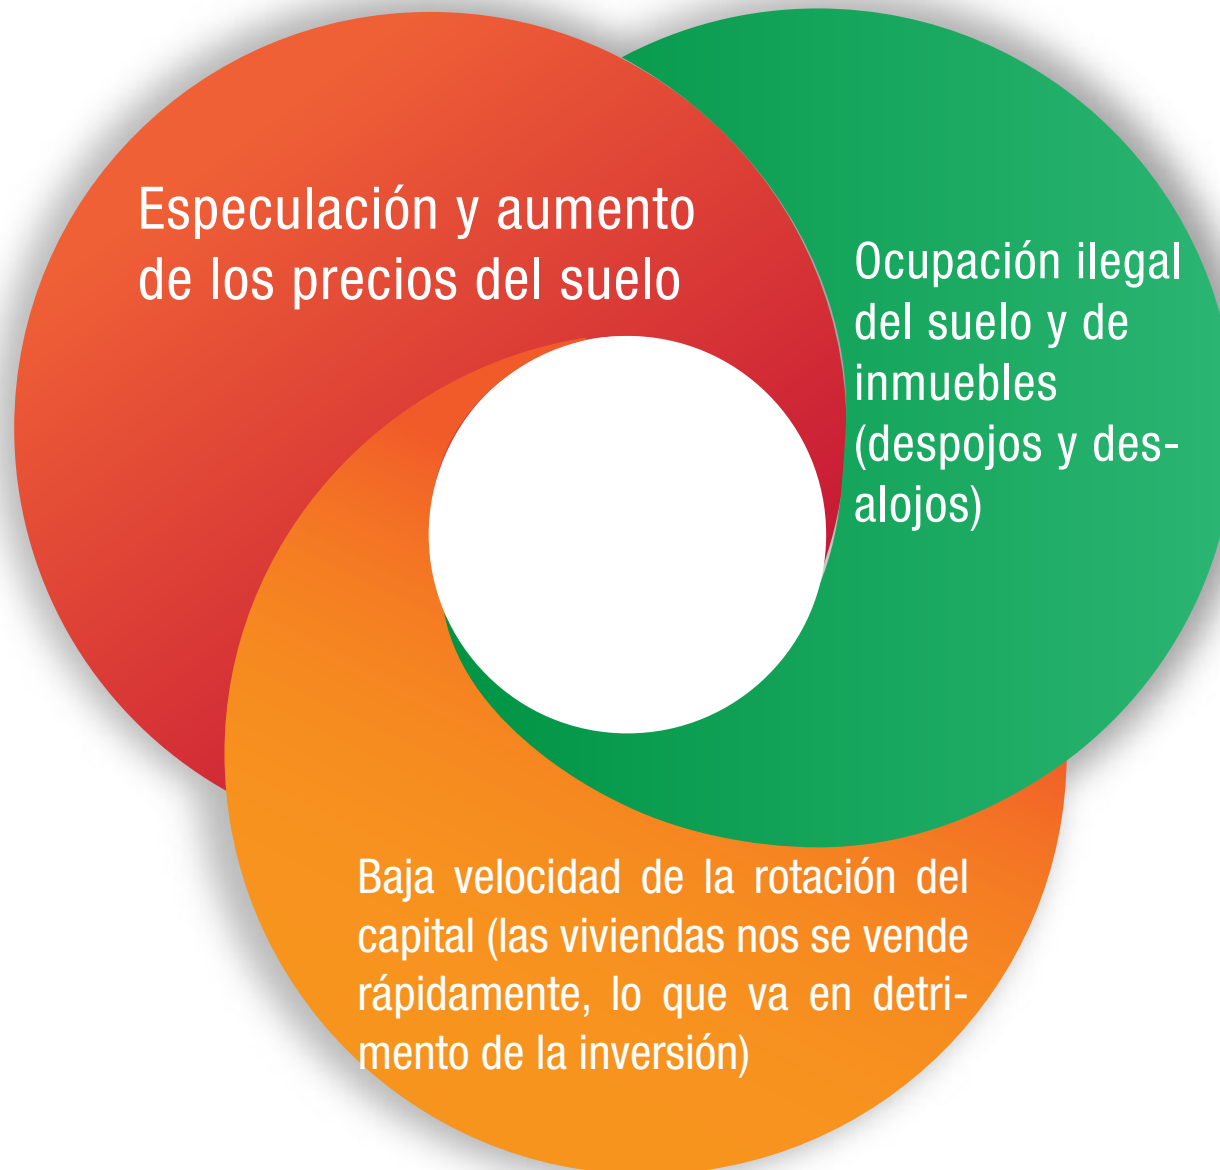 Especulación y aumento
de los precios del suelo
Ocupación ilegal
del suelo y de
inmuebles
(despojos y des-
alojos)
Baja velocidad de la rotación del
capital (las viviendas nos se vende
rápidamente, lo que va en detri-
mento de la inversión)